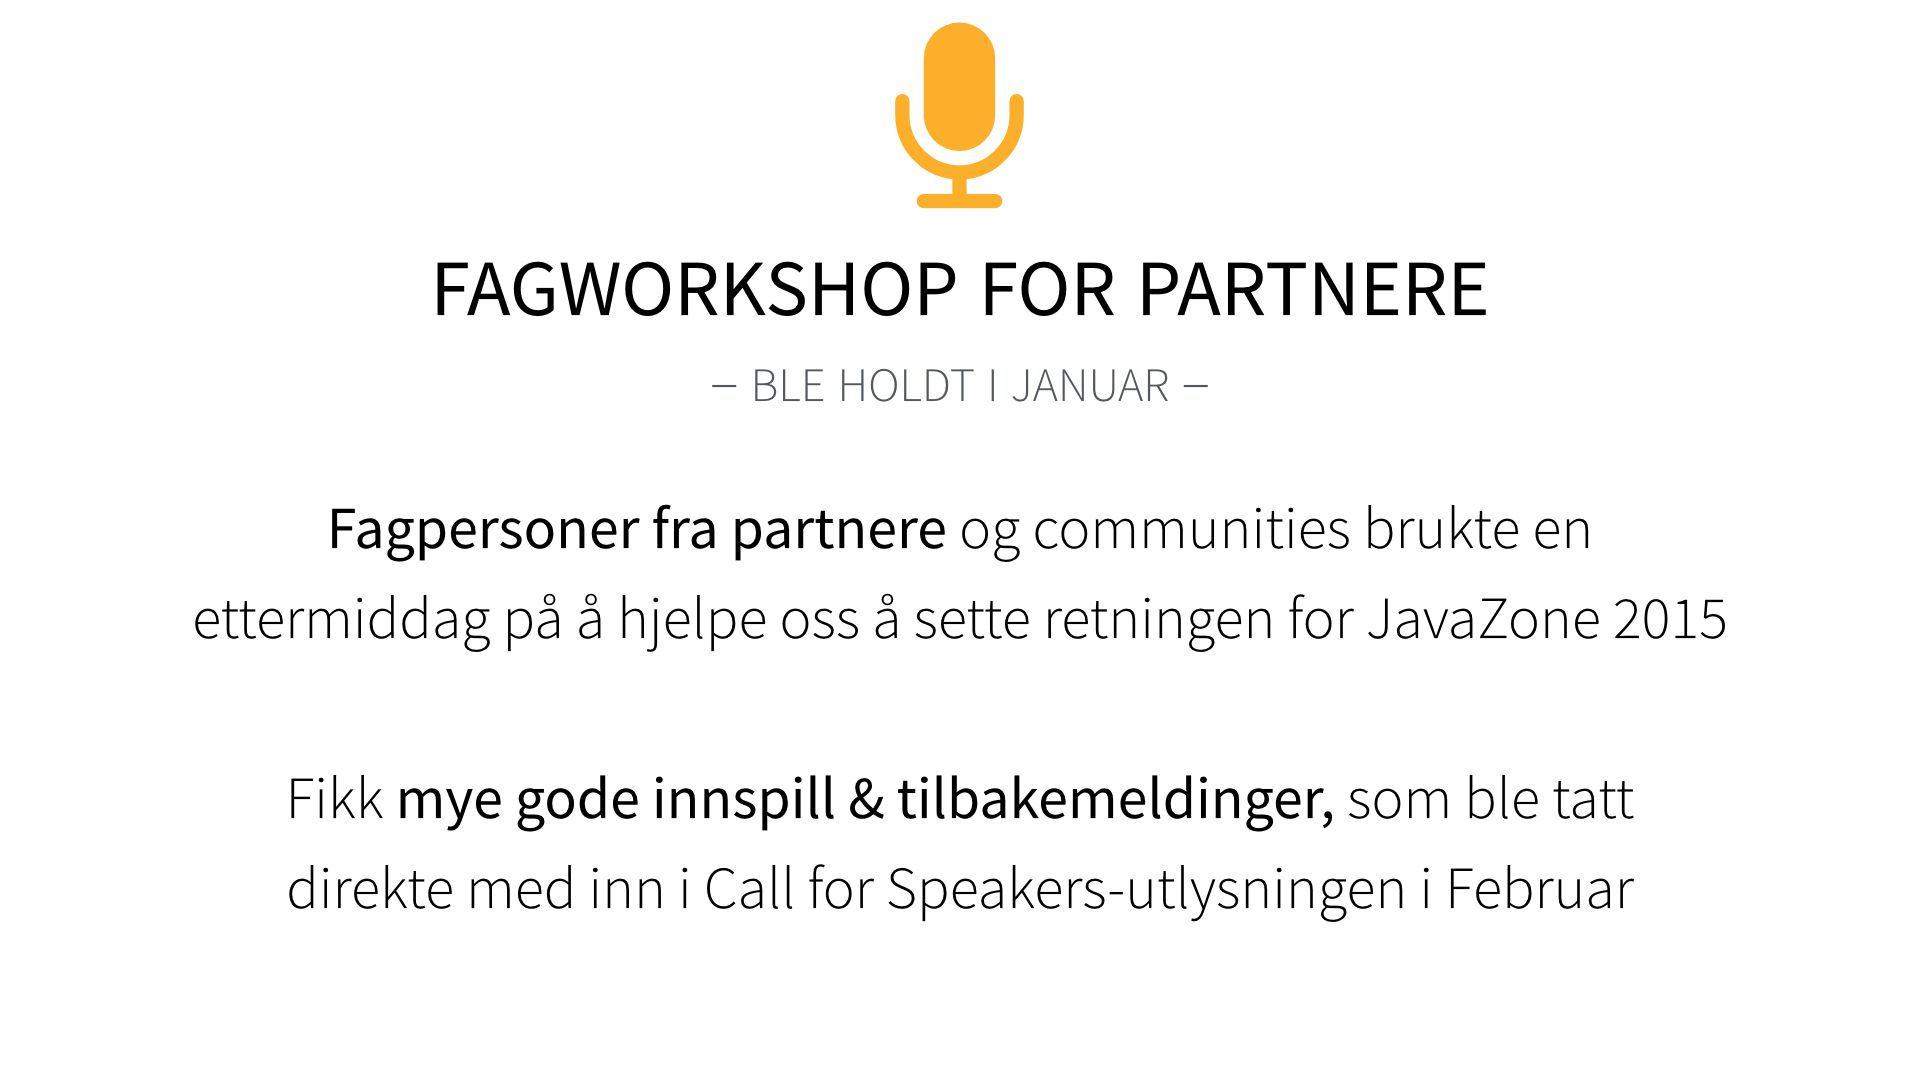 FAGWORKSHOP FOR PARTNERE
– BLE HOLDT I JANUAR –
Fagpersoner fra partnere og communities brukte en
ettermiddag på å hjelpe oss å sette retningen for JavaZone 2015
Fikk mye gode innspill & tilbakemeldinger, som ble tatt
direkte med inn i Call for Speakers-utlysningen i Februar